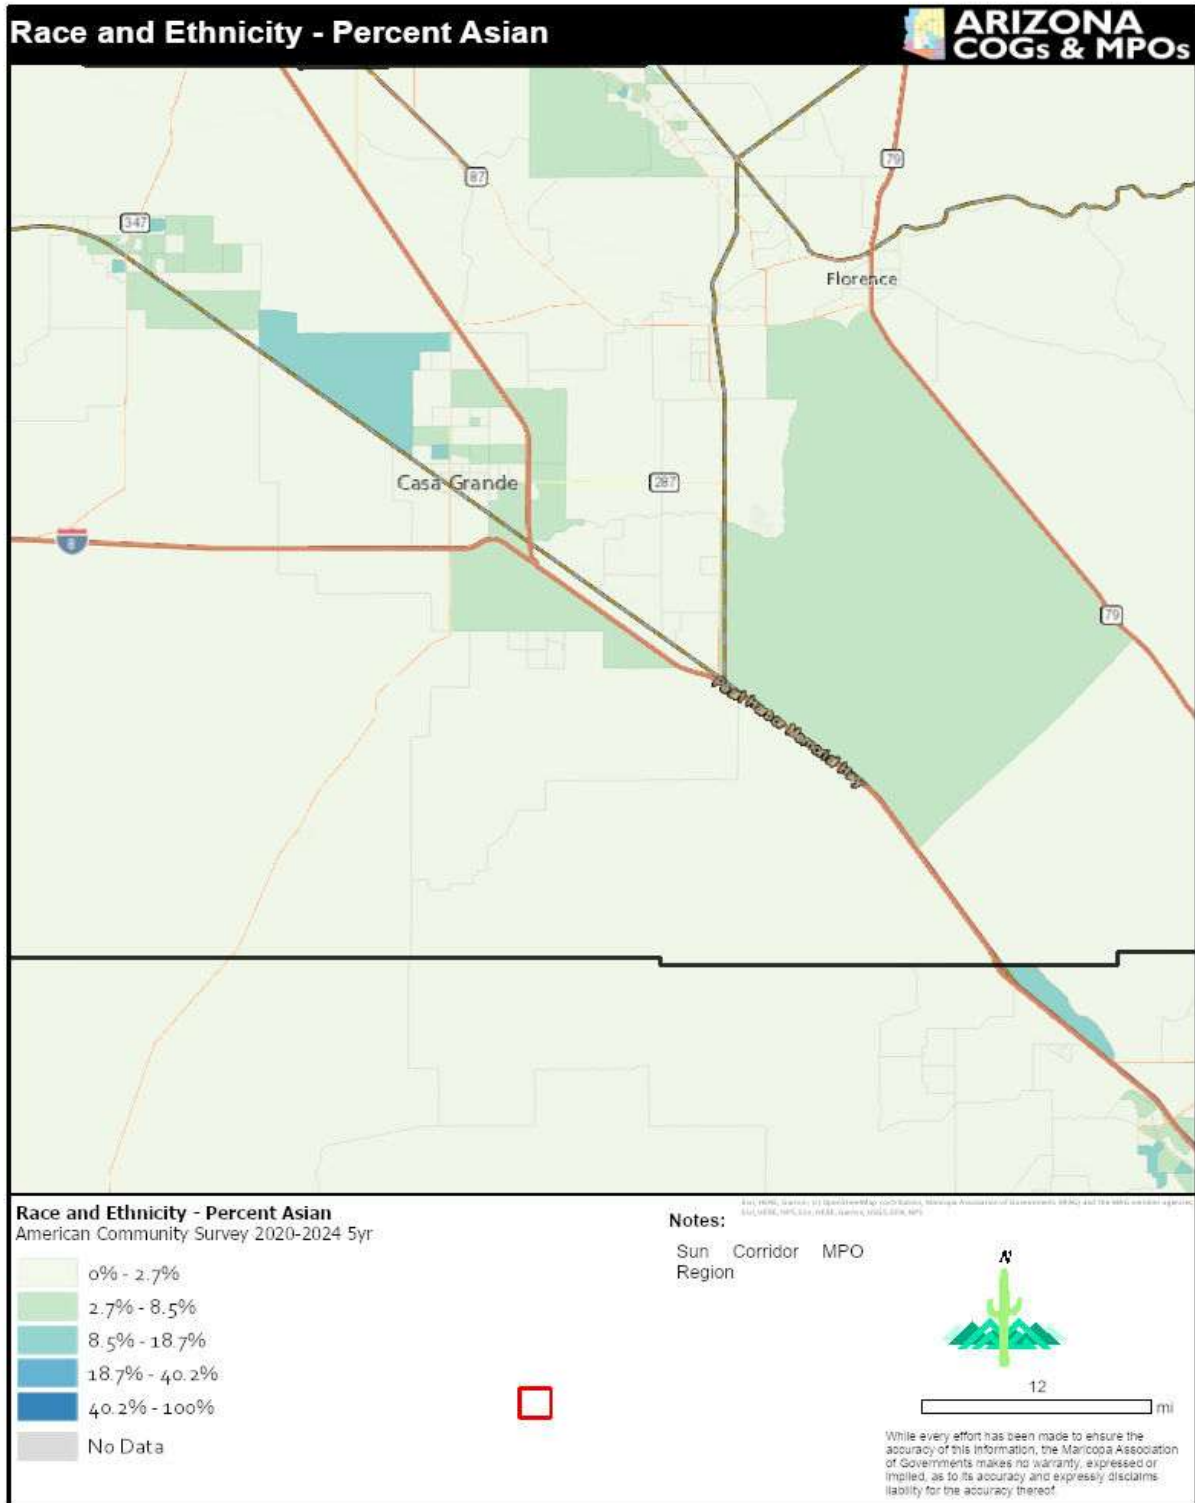 Race and Ethnicity - Percent Asian
ARIZONA
COGs & MPOs
87
79
347
Florence
Casa Grande
287
8
79
Race and Ethnicity - Percent Asian
American Community Survey 2020-2024 5yr
0% - 2.7%
2.7% - 8.5%
8.5% - 18.7%
18.7% - 40.2%
40.2% - 100%
No Data
Notes:
Sun Corridor MPO
Region
N
12
mi
While every effort has been made to ensure the
accuracy of this information, the Maricopa Association
of Governments makes no warranty, expressed or
implied, as to its accuracy and expressly disclaims
liability for the accuracy thereof